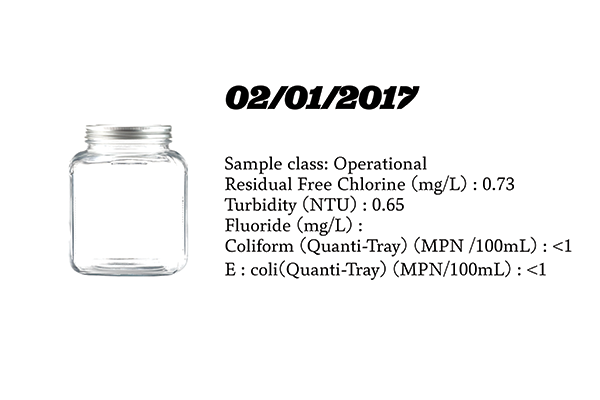 02/01/2017
Sample class: Operational
Residual Free Chlorine (mg/L) : 0.73
Turbidity (NTU) : 0.65
Fluoride (mg/L) :
Coliform (Quanti-Tray) (MPN /100mL) : <1
E : coli(Quanti-Tray) (MPN/100mL) : <1